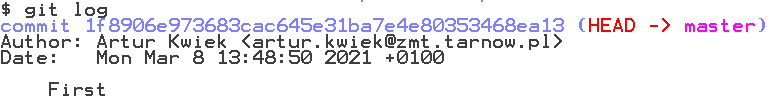 $ git log
commit 1f8906e973683cac645e31ba7e4e80353468ea13 (HEAD -> master)
Author: Artur Kwiek <artur.kwiek@zmt.tarnow.pl>
Date:   Mon Mar 8 13:48:50 2021 +0100
    First